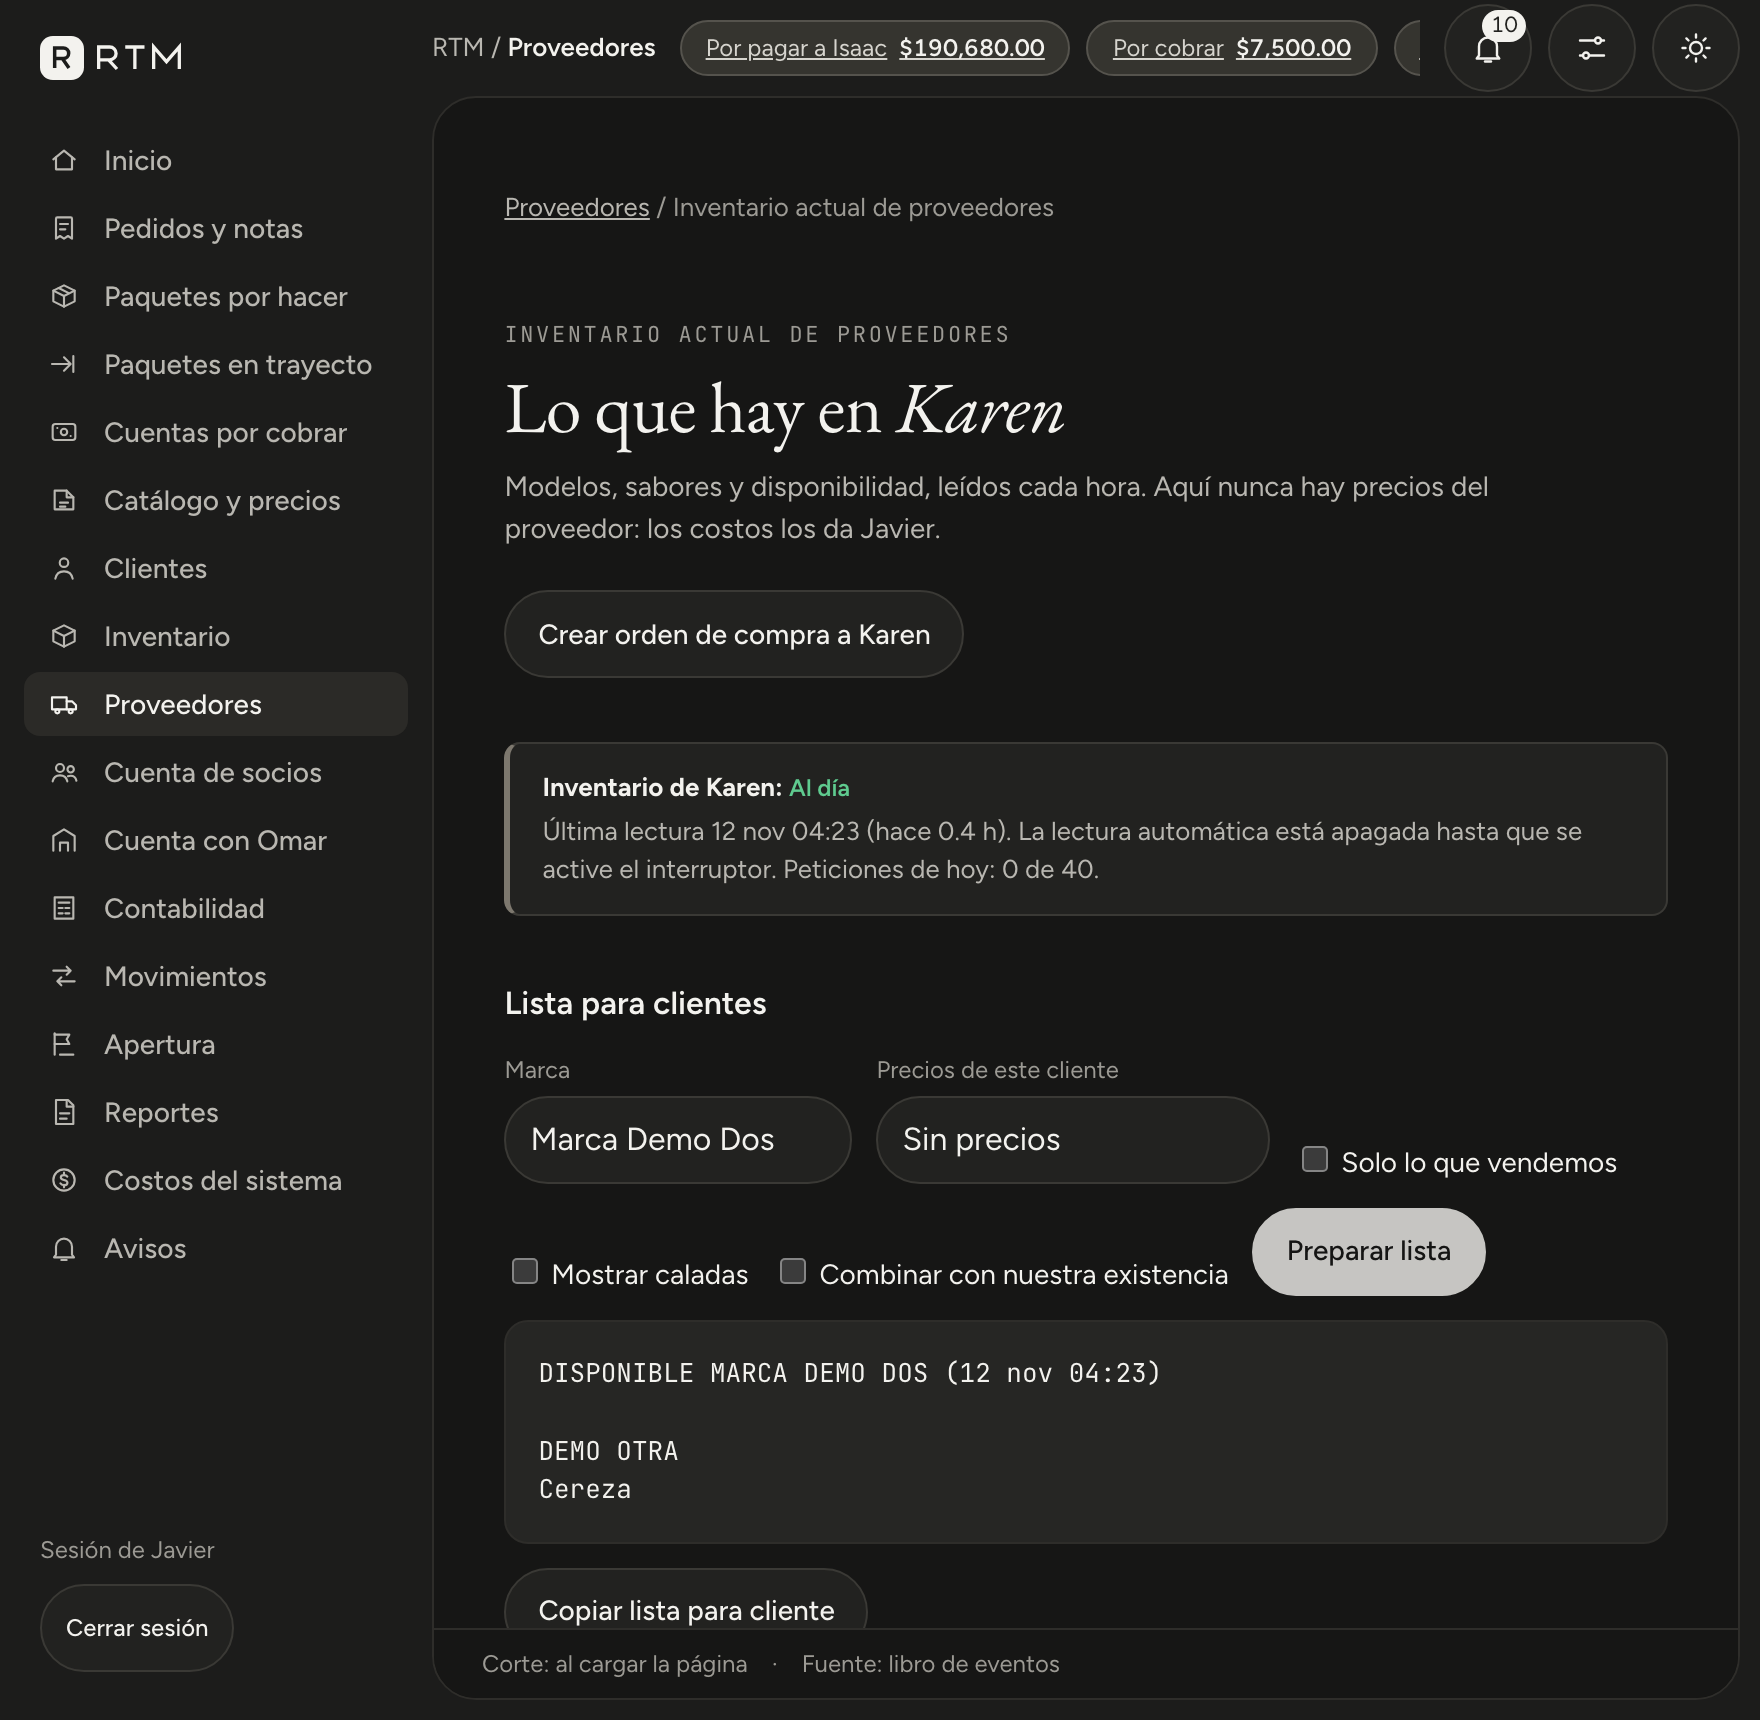 R RTM
Inicio
Pedidos y notas
Paquetes por hacer
Paquetes en trayecto
Cuentas por cobrar
Catálogo y precios
Clientes
Inventario
Proveedores
Cuenta de socios
Cuenta con Omar
Contabilidad
Movimientos
Apertura
Reportes
Costos del sistema
Avisos
Sesión de Javier
Cerrar sesión
RTM / Proveedores
Por pagar a Isaac $190,680.00
Por cobrar $7,500.00
10
Proveedores / Inventario actual de proveedores
INVENTARIO ACTUAL DE PROVEEDORES
Lo que hay en Karen
Modelos, sabores y disponibilidad, leídos cada hora. Aquí nunca hay precios del
proveedor: los costos los da Javier.
Crear orden de compra a Karen
Inventario de Karen: Al día
Última lectura 12 nov 04:23 (hace 0.4 h). La lectura automática está apagada hasta que se
active el interruptor. Peticiones de hoy: 0 de 40.
Lista para clientes
Marca
Precios de este cliente
Marca Demo Dos
Sin precios
Solo lo que vendemos
Mostrar caladas
Combinar con nuestra existencia
Preparar lista
DISPONIBLE MARCA DEMO DOS (12 nov 04:23)
DEMO OTRA
Cereza
Copiar lista para cliente
Corte: al cargar la página · Fuente: libro de eventos